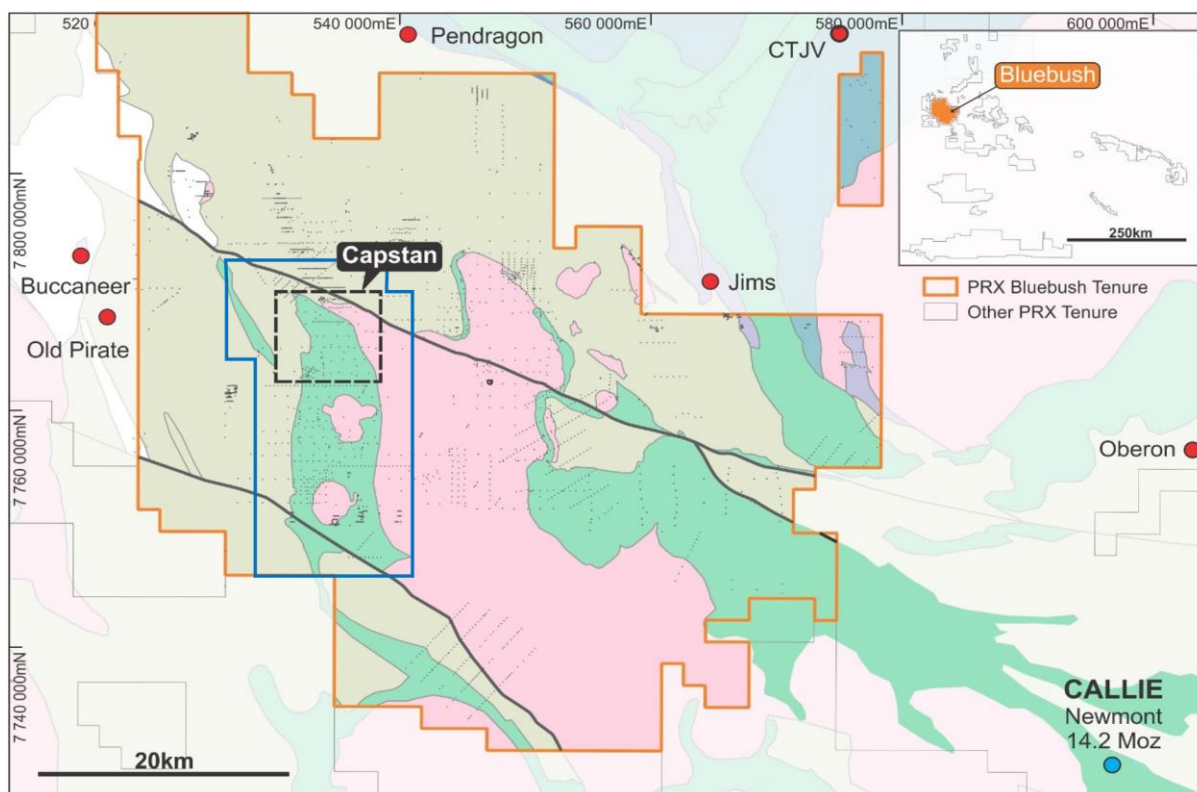 520
540 000mE
560 000mE
580 000mE
600 000mE
Pendragon
CTJV
Bluebush
250km
PRX Bluebush Tenure
Other PRX Tenure
7 800 000mN
Capstan
Buccaneer
Old Pirate
Jims
7 760 000mN
Oberon
7 740 000mN
CALLIE
Newmont
14.2 Moz
20km